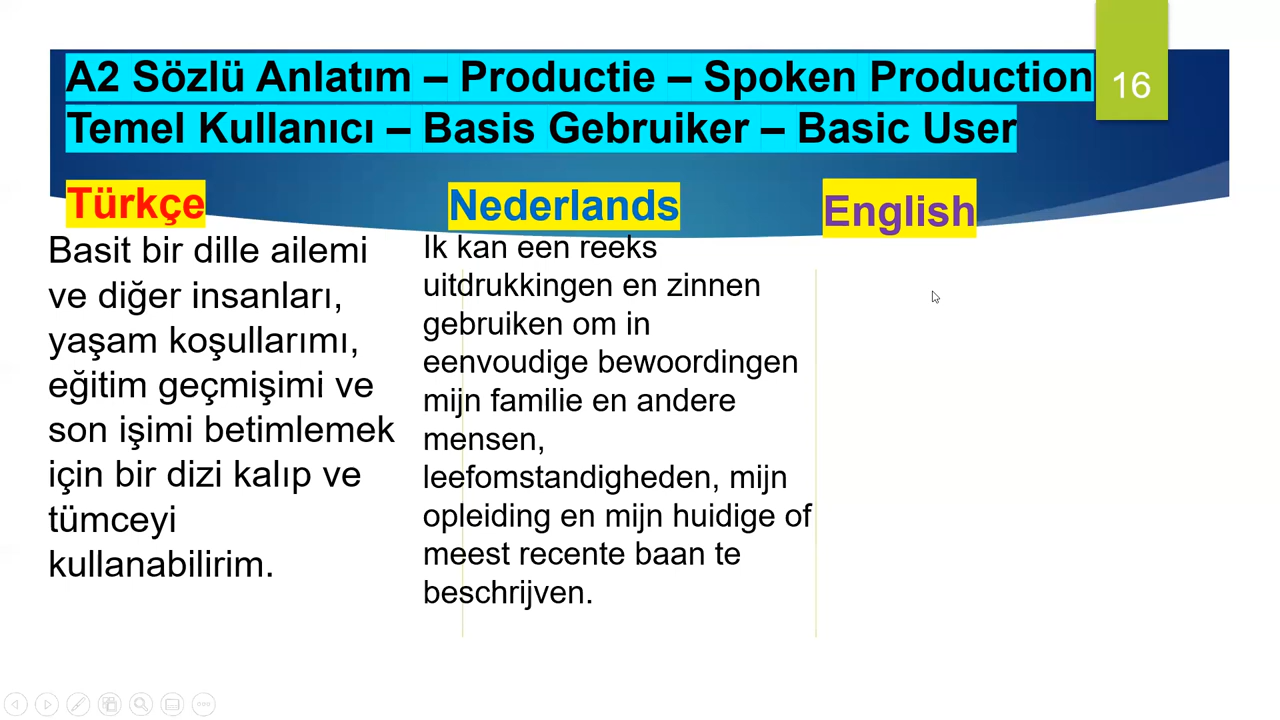 A2 Sözlü Anlatım – Productie – Spoken Production
Temel Kullanıcı – Basis Gebruiker – Basic User
16
Türkçe
Basit bir dille ailemi
ve diğer insanları,
yaşam koşullarımı,
eğitim geçmişimi ve
son işimi betimlemek
için bir dizi kalıp ve
tümceyi
kullanabilirim.
Nederlands
Ik kan een reeks
uitdrukkingen en zinnen
gebruiken om in
eenvoudige bewoordingen
mijn familie en andere
mensen,
leefomstandigheden, mijn
opleiding en mijn huidige of
meest recente baan te
beschrijven.
English